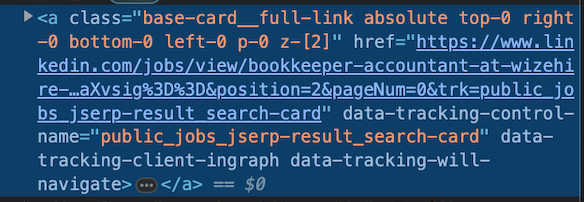 <a class="base-card__full-link absolute top-0 right
-0 bottom-0 left-0 p-0 z-[2]" href="https://www.lin
kedin.com/jobs/view/bookkeeper-accountant-at-wizehi
re-…aXvsig%3D%3D&position=2&pageNum=0&trk=public_jo
bs_jserp-result_search-card" data-tracking-control-
name="public_jobs_jserp-result_search-card" data-
tracking-client-ingraph data-tracking-will-
navigate> … </a> == $0